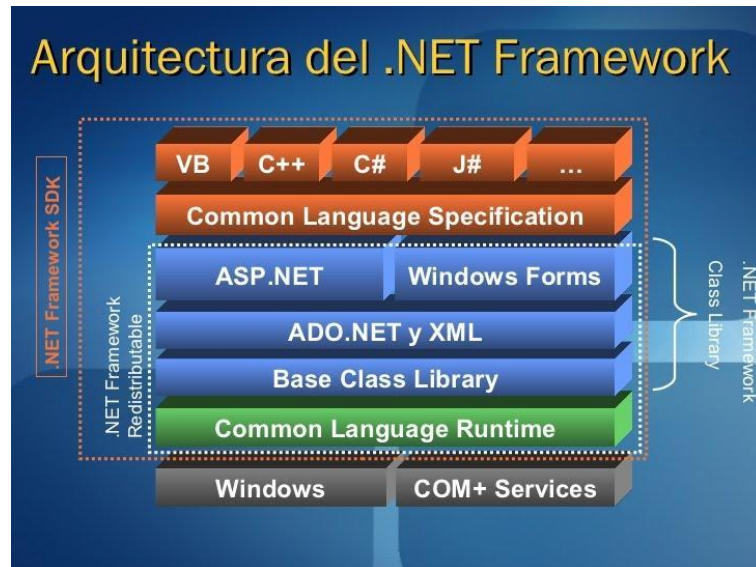 Arquitectura del .NET Framework
.NET Framework SDK
.NET Framework
Redistributable
VB C++ C# J# ...
Common Language Specification
ASP.NET Windows Forms
ADO.NET y XML
Base Class Library
Common Language Runtime
Windows COM+ Services
.NET Framework
Class Library